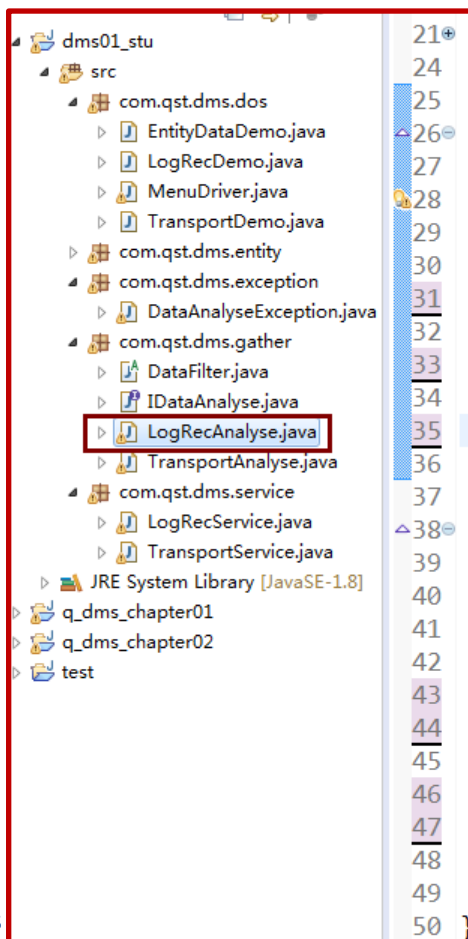 dms01_stu
src
com.qst.dms.dos
EntityDataDemo.java
LogRecDemo.java
MenuDriver.java
TransportDemo.java
com.qst.dms.entity
com.qst.dms.exception
DataAnalyseException.java
com.qst.dms.gather
DataFilter.java
IDataAnalyse.java
LogRecAnalyse.java
TransportAnalyse.java
com.qst.dms.service
LogRecService.java
TransportService.java
JRE System Library [JavaSE-1.8]
q_dms_chapter01
q_dms_chapter02
test
21
24
25
26
27
28
29
30
31
32
33
34
35
36
37
38
39
40
41
42
43
44
45
46
47
48
49
50 }